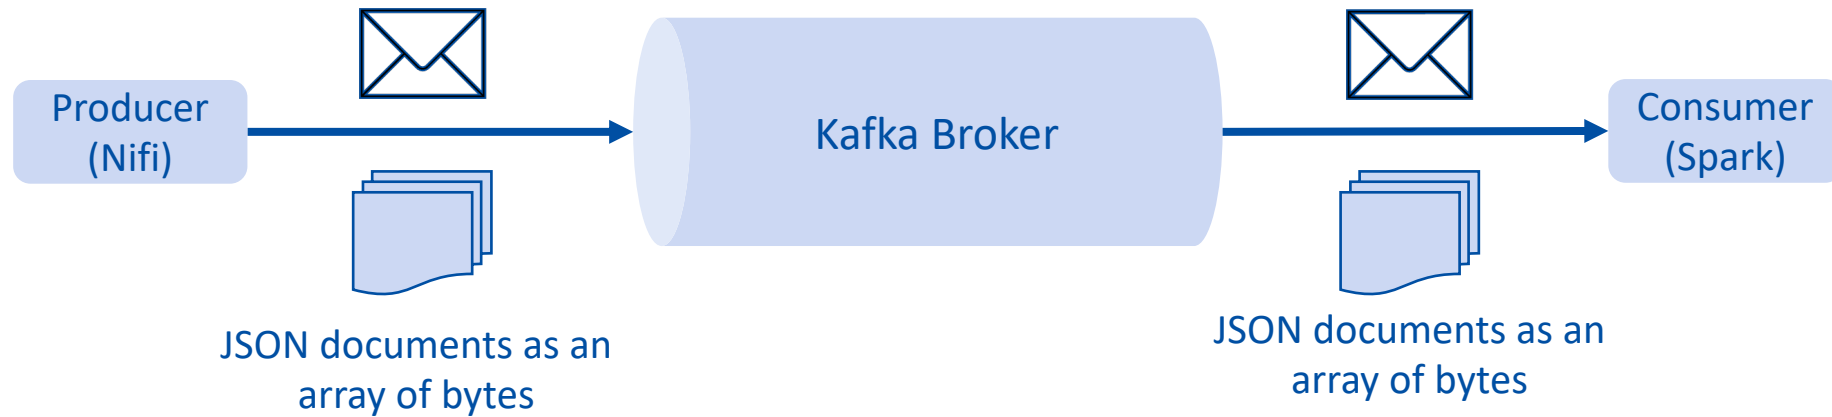 Producer
(Nifi)
Kafka Broker
Consumer
(Spark)
JSON documents as an
array of bytes
JSON documents as an
array of bytes